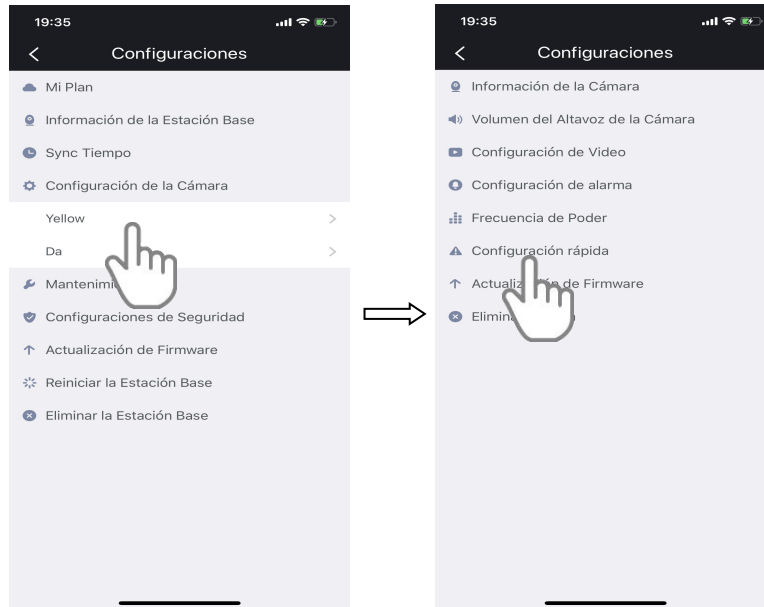 19:35
Configuraciones
Mi Plan
Información de la Estación Base
Sync Tiempo
Configuración de la Cámara
Yellow
Da
Configuraciones de Seguridad
Actualización de Firmware
Reiniciar la Estación Base
Eliminar la Estación Base
19:35
Configuraciones
Información de la Cámara
Volumen del Altavoz de la Cámara
Configuración de Video
Configuración de alarma
Frecuencia de Poder
Configuración rápida
Actualización de Firmware